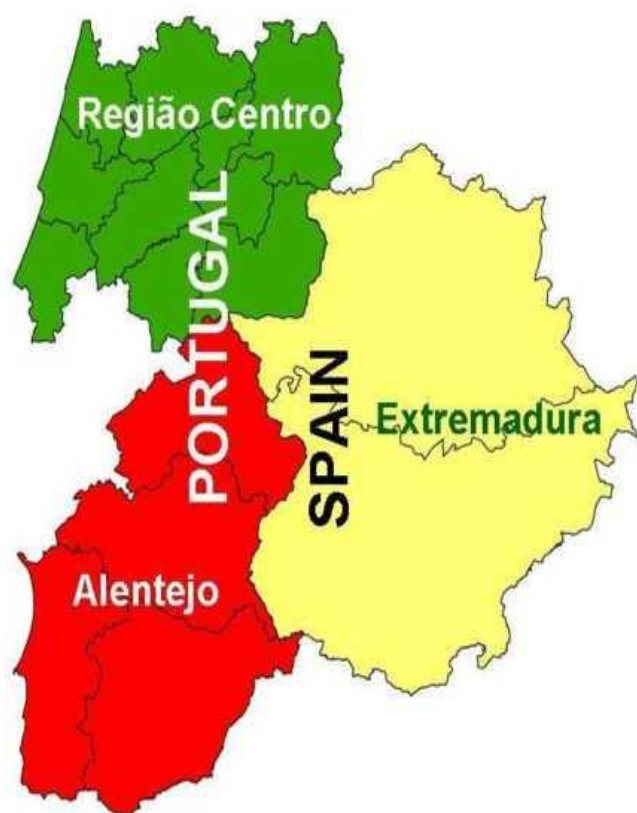 Região Centro
PORTUGAL
SPAIN
Extremadura
Alentejo